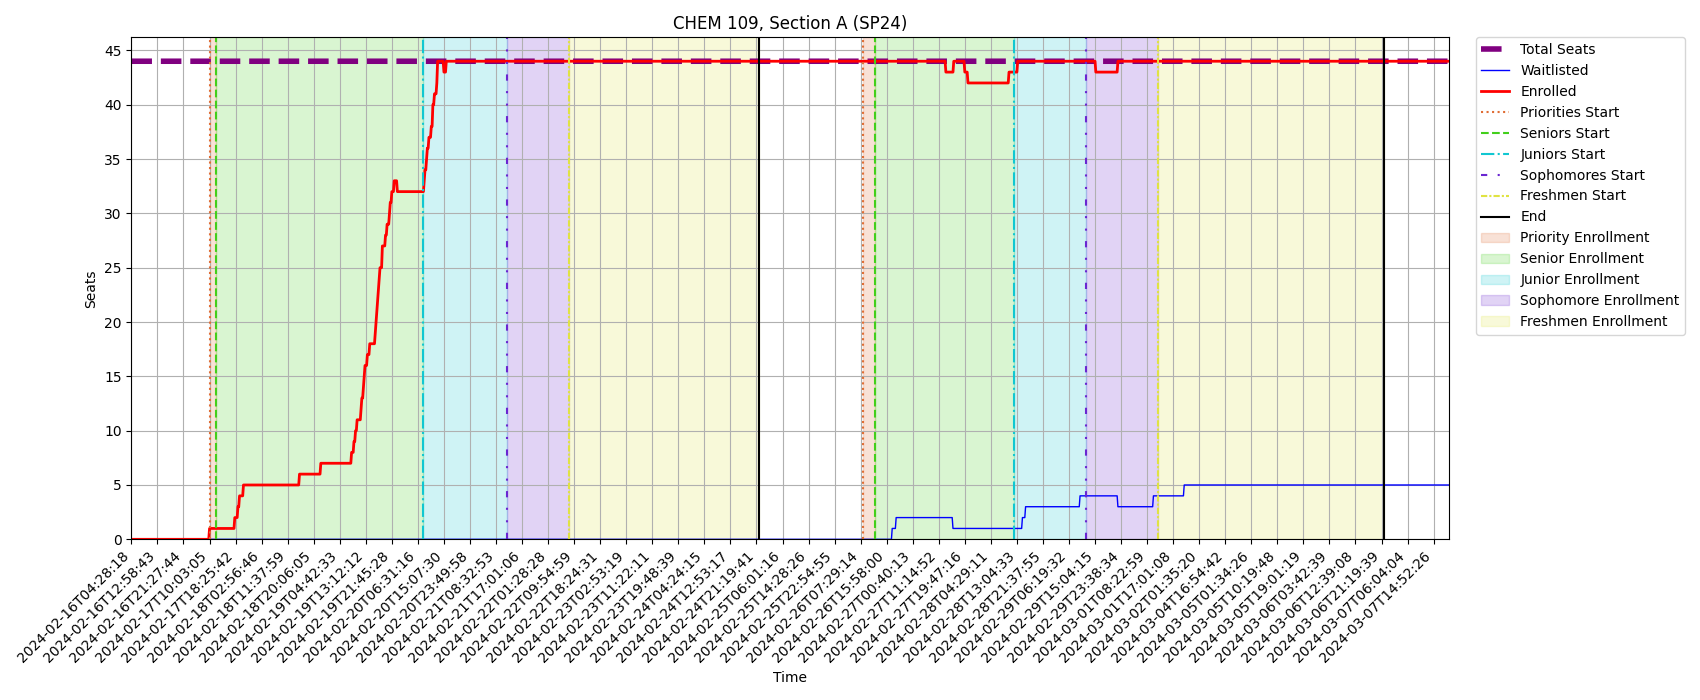 CHEM 109, Section A (SP24)
Total Seats
Waitlisted
Enrolled
Priorities Start
Seniors Start
Juniors Start
Sophomores Start
Freshmen Start
End
Priority Enrollment
Senior Enrollment
Junior Enrollment
Sophomore Enrollment
Freshmen Enrollment
Seats
45
40
35
30
25
20
15
10
5
0
2024-02-16T04:28:18
2024-02-16T12:58:43
2024-02-16T21:27:44
2024-02-17T10:03:05
2024-02-17T18:25:42
2024-02-18T02:56:46
2024-02-18T11:37:59
2024-02-18T20:06:05
2024-02-19T04:42:33
2024-02-19T13:12:12
2024-02-19T21:45:28
2024-02-20T06:31:16
2024-02-20T15:07:30
2024-02-20T23:49:58
2024-02-21T08:32:53
2024-02-21T17:01:06
2024-02-22T01:28:28
2024-02-22T09:54:59
2024-02-22T18:24:31
2024-02-23T02:53:19
2024-02-23T11:22:11
2024-02-23T19:48:39
2024-02-24T04:24:15
2024-02-24T12:53:17
2024-02-24T21:19:41
2024-02-25T06:01:16
2024-02-25T14:28:26
2024-02-25T22:54:55
2024-02-26T07:29:14
2024-02-26T15:58:00
2024-02-27T00:40:13
2024-02-27T11:14:52
2024-02-27T19:47:16
2024-02-28T04:29:11
2024-02-28T13:04:33
2024-02-28T21:37:55
2024-02-29T06:19:32
2024-02-29T15:04:15
2024-02-29T23:38:34
2024-03-01T08:22:59
2024-03-01T17:01:08
2024-03-02T01:35:20
2024-03-04T16:54:42
2024-03-05T01:34:26
2024-03-05T10:19:48
2024-03-05T19:01:19
2024-03-06T03:42:39
2024-03-06T12:39:08
2024-03-06T21:19:39
2024-03-07T06:04:04
2024-03-07T14:52:26
Time